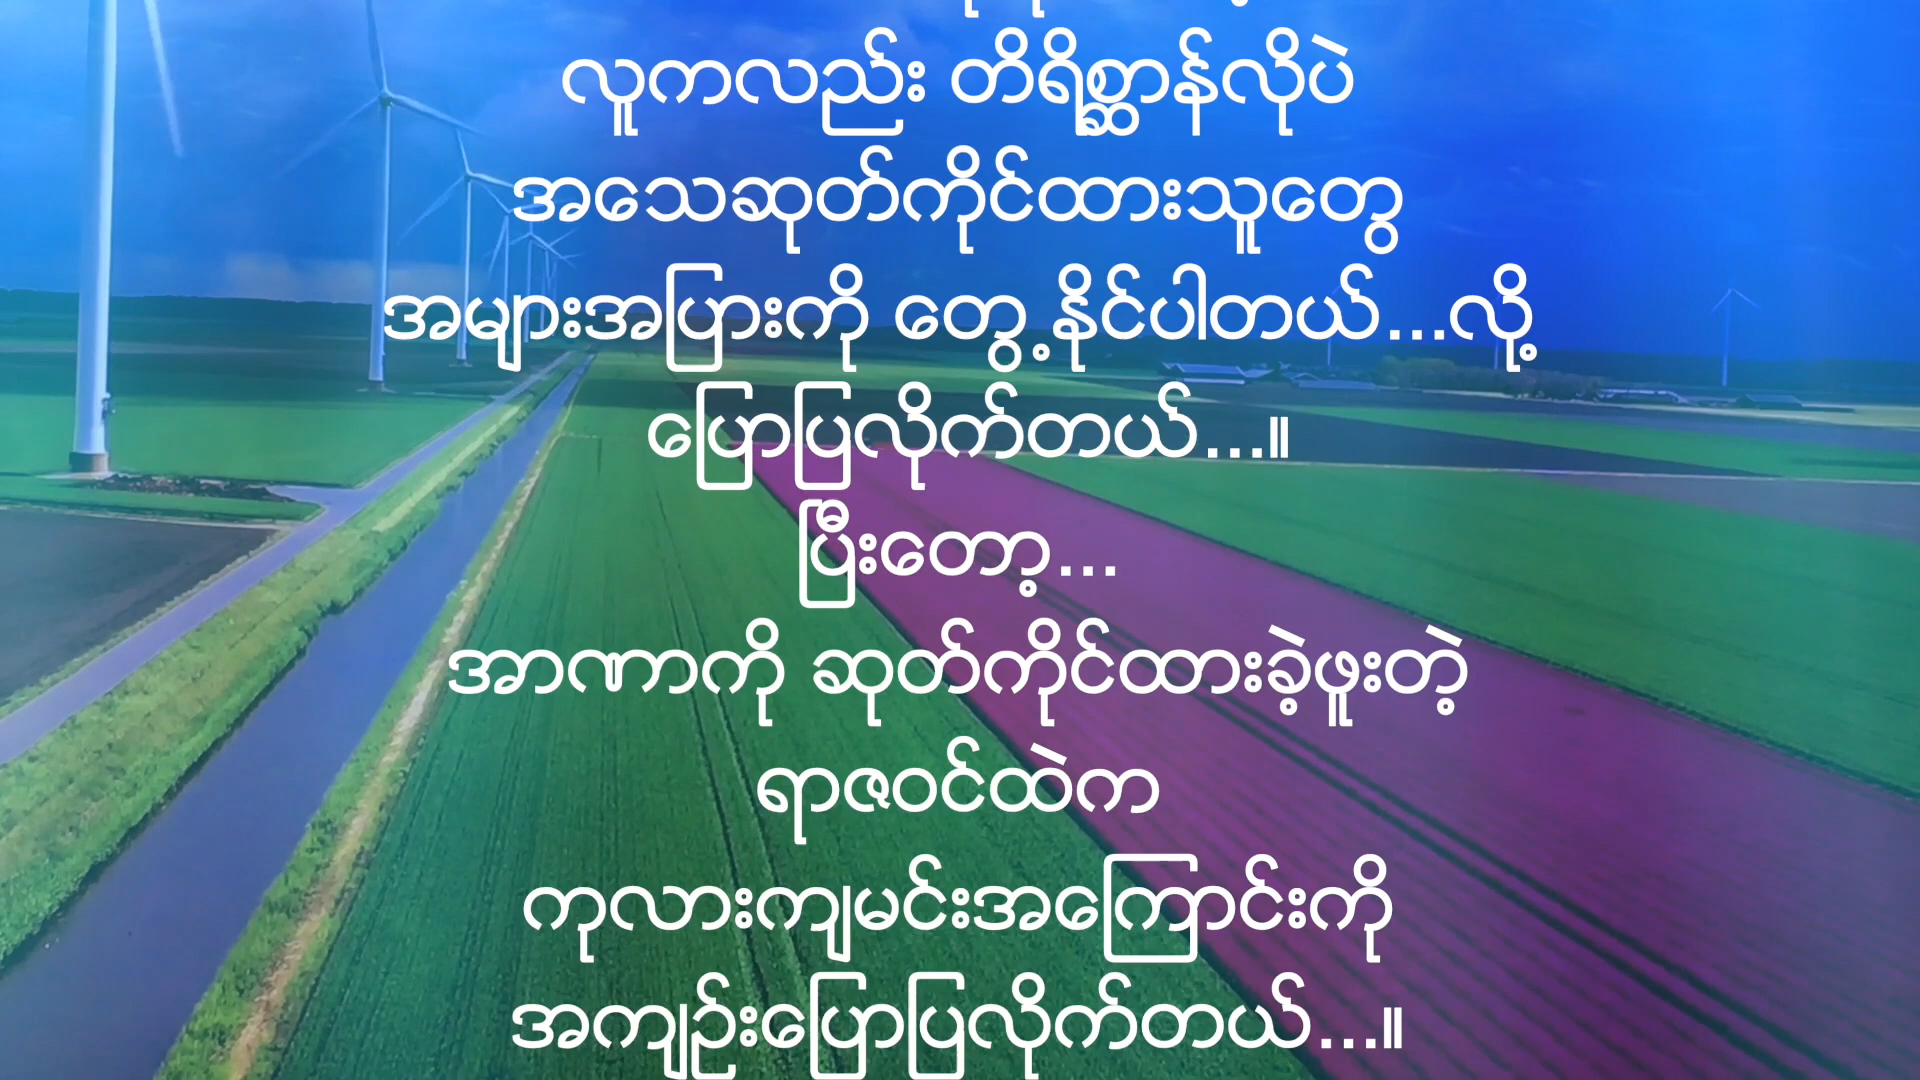 လူကလည်း တိရိစ္ဆာန်လိုပဲ
အသေဆုတ်ကိုင်ထားသူတွေ
အများအပြားကို တွေ့နိုင်ပါတယ်...လို့
ပြောပြလိုက်တယ်...။
ပြီးတော့...
အာဏာကို ဆုတ်ကိုင်ထားခဲ့ဖူးတဲ့
ရာဇဝင်ထဲက
ကုလားကျမင်းအကြောင်းကို
အကျဉ်းပြောပြလိုက်တယ်...။